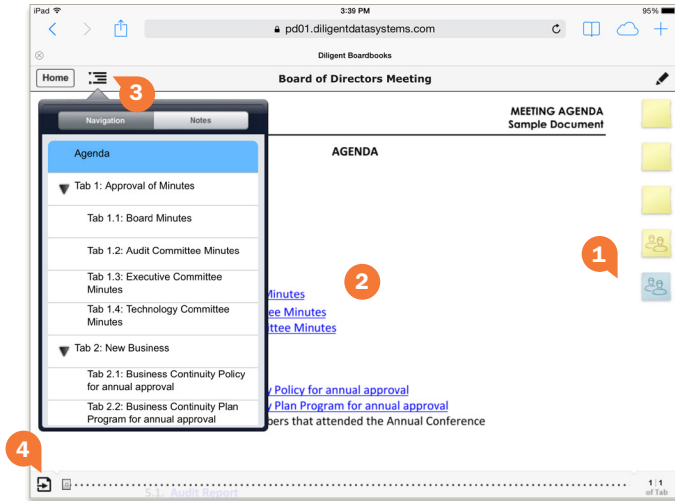 iPad 3:39 PM 95%
pd01.diligentdatasystems.com
Diligent Boardbooks
Home Board of Directors Meeting
3
Navigation Notes
MEETING AGENDA
Sample Document
Agenda
AGENDA
Tab 1: Approval of Minutes
Tab 1.1: Board Minutes
Tab 1.2: Audit Committee Minutes
1
Tab 1.3: Executive Committee
Minutes
2
Minutes
Tab 1.4: Technology Committee
Minutes
ee Minutes
ittee Minutes
Tab 2: New Business
Tab 2.1: Business Continuity Policy
for annual approval
y Policy for annual approval
Tab 2.2: Business Continuity Plan
Program for annual approval
y Plan Program for annual approval
bers that attended the Annual Conference
4
1 1
of Tab
5.1. Audit Report